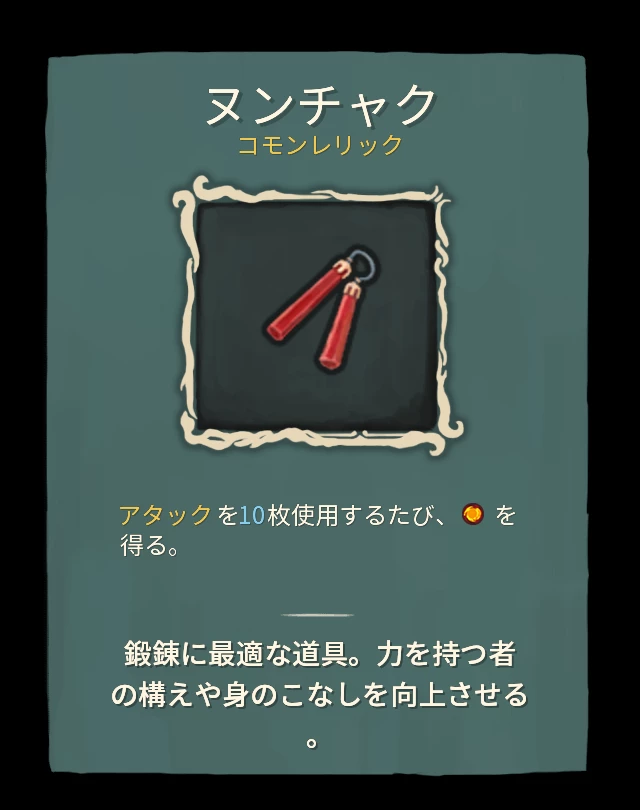 ヌンチャク
コモンレリック
アタックを10枚使用するたび、 を
得る。
鍛錬に最適な道具。力を持つ者
の構えや身のこなしを向上させる
。